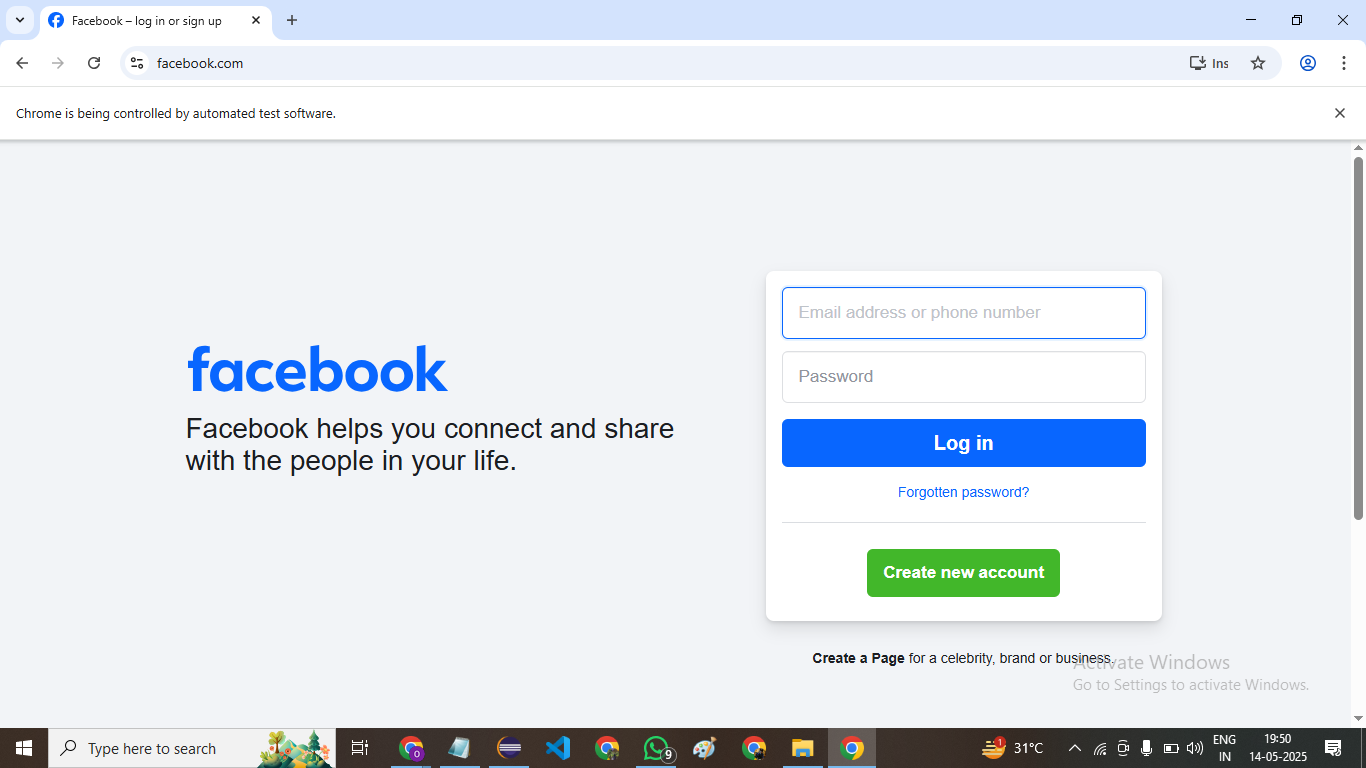 Facebook – log in or sign up
facebook.com
Ins
Chrome is being controlled by automated test software.
facebook
Facebook helps you connect and share
with the people in your life.
Email address or phone number
Password
Log in
Forgotten password?
Create new account
Create a Page for a celebrity, brand or business.
Activate Windows
Go to Settings to activate Windows.
Type here to search
O
9
1
31°C
ENG
IN
19:50
14-05-2025